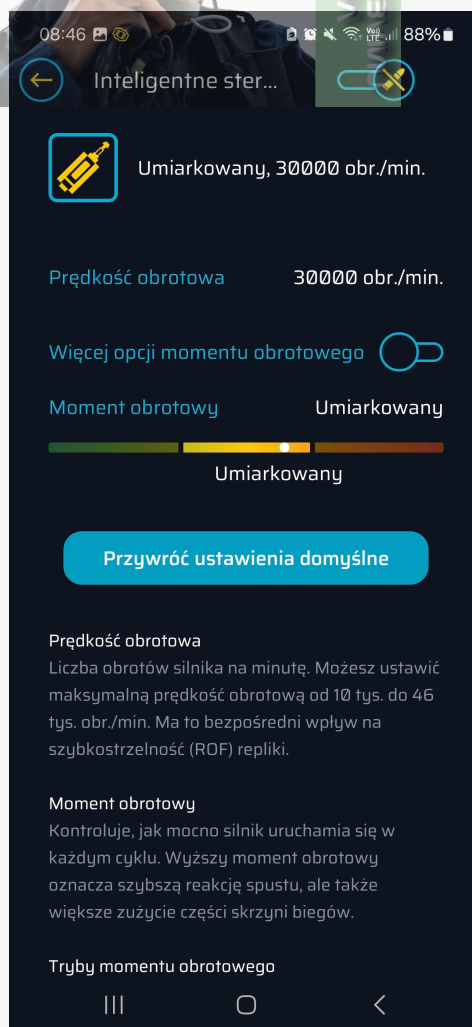 08:46 Vo)) LTE 88%
Inteligentne ster...
Umiarkowany, 30000 obr./min.
Prędkość obrotowa 30000 obr./min.
Więcej opcji momentu obrotowego
Moment obrotowy Umiarkowany
Umiarkowany
Przywróć ustawienia domyślne
Prędkość obrotowa
Liczba obrotów silnika na minutę. Możesz ustawić
maksymalną prędkość obrotową od 10 tys. do 46
tys. obr./min. Ma to bezpośredni wpływ na
szybkostrzelność (ROF) repliki.
Moment obrotowy
Kontroluje, jak mocno silnik uruchamia się w
każdym cyklu. Wyższy moment obrotowy
oznacza szybszą reakcję spustu, ale także
większe zużycie części skrzyni biegów.
Tryby momentu obrotowego